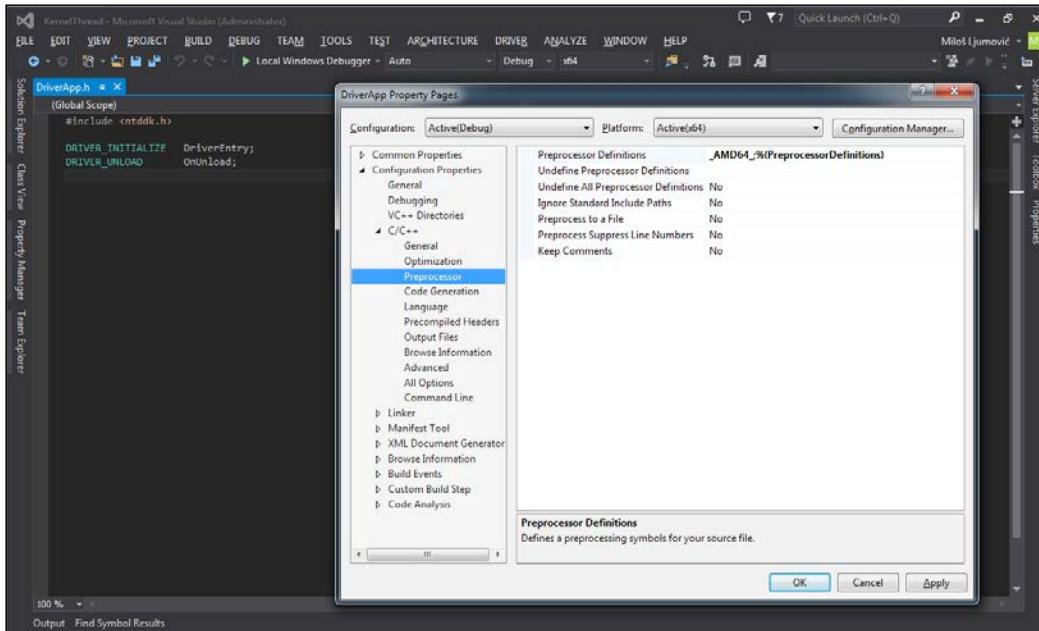 KernelThread - Microsoft Visual Studio (Administrator)
7
Quick Launch (Ctrl+Q)
FILE EDIT VIEW PROJECT BUILD DEBUG TEAM TOOLS TEST ARCHITECTURE DRIVER ANALYZE WINDOW HELP
Miloš Ljumović
M
Local Windows Debugger Auto Debug x64
Solution Explorer Class View Property Manager Team Explorer
DriverApp.h
(Global Scope)
#include <ntddk.h>
DRIVER_INITIALIZE DriverEntry;
DRIVER_UNLOAD OnUnload;
DriverApp Property Pages
Configuration: Active(Debug) Platform: Active(x64) Configuration Manager...
Common Properties
Configuration Properties
General
Debugging
VC++ Directories
C/C++
General
Optimization
Preprocessor
Code Generation
Language
Precompiled Headers
Output Files
Browse Information
Advanced
All Options
Command Line
Linker
Manifest Tool
XML Document Generator
Browse Information
Build Events
Custom Build Step
Code Analysis
Preprocessor Definitions _AMD64_;%(PreprocessorDefinitions)
Undefine Preprocessor Definitions
Undefine All Preprocessor Definitions No
Ignore Standard Include Paths No
Preprocess to a File No
Preprocess Suppress Line Numbers No
Keep Comments No
Preprocessor Definitions
Defines a preprocessing symbols for your source file.
OK Cancel Apply
Server Explorer Toolbox Properties
100 %
Output Find Symbol Results